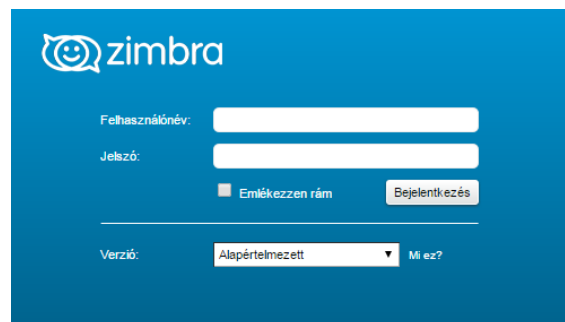 zimbra
Felhasználónév:
Jelszó:
Emlékezzen rám Bejelentkezés
Verzió: Alapértelmezett Mi ez?